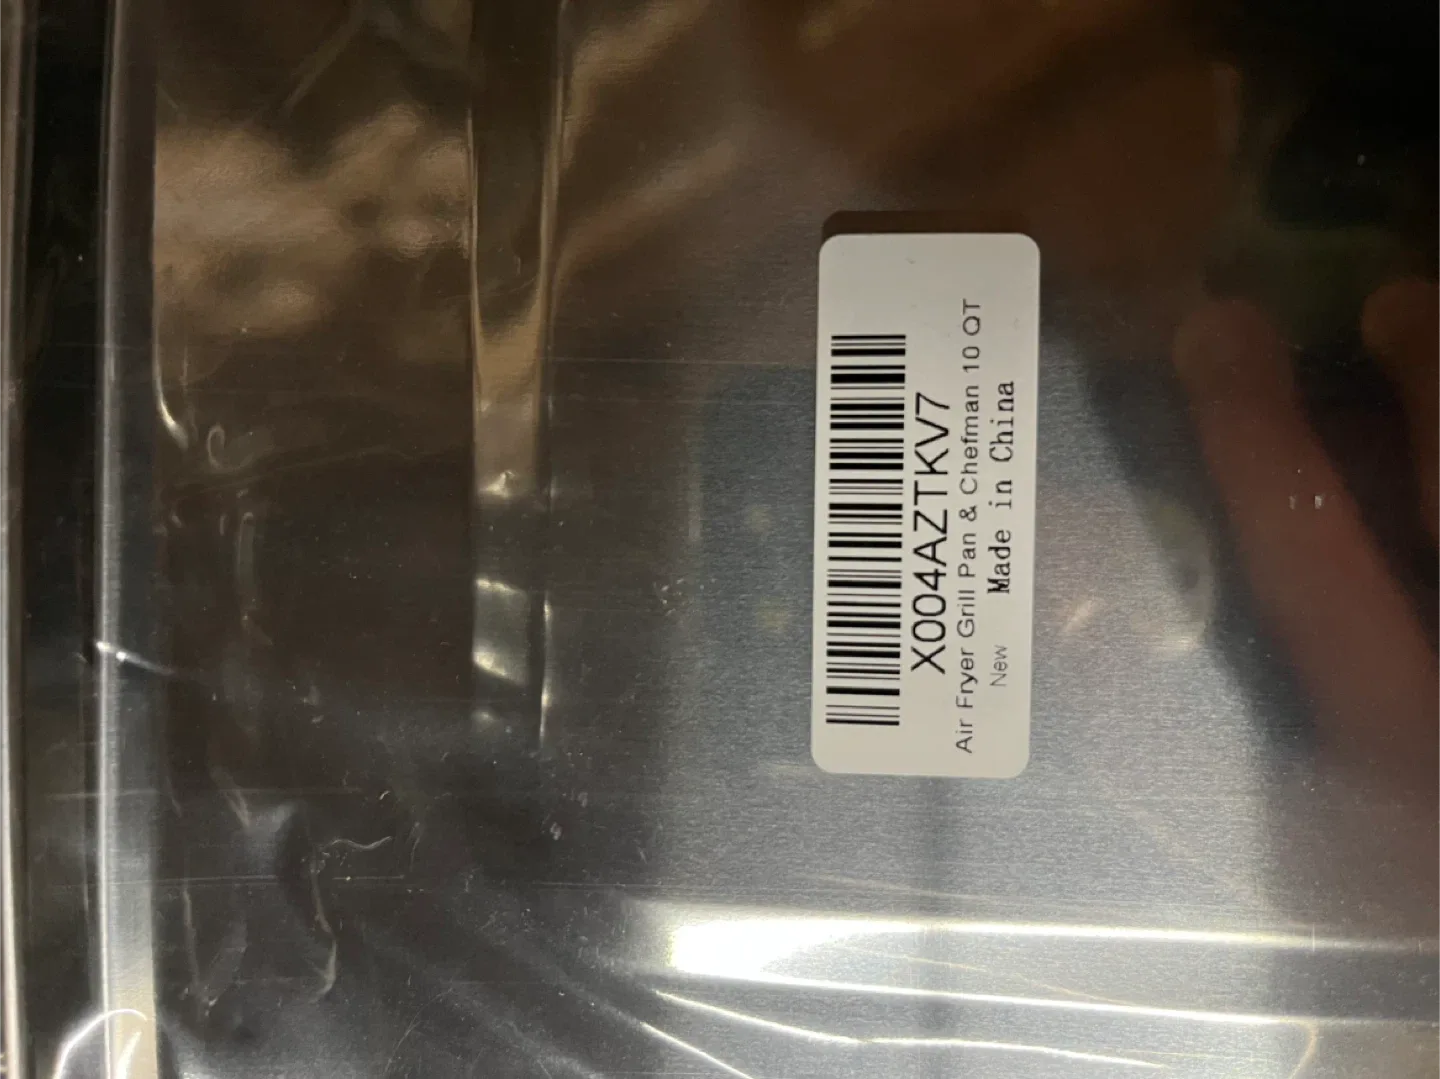 X004AZTKV7
Air Fryer Grill Pan & Chefman 10 QT
New Made in China